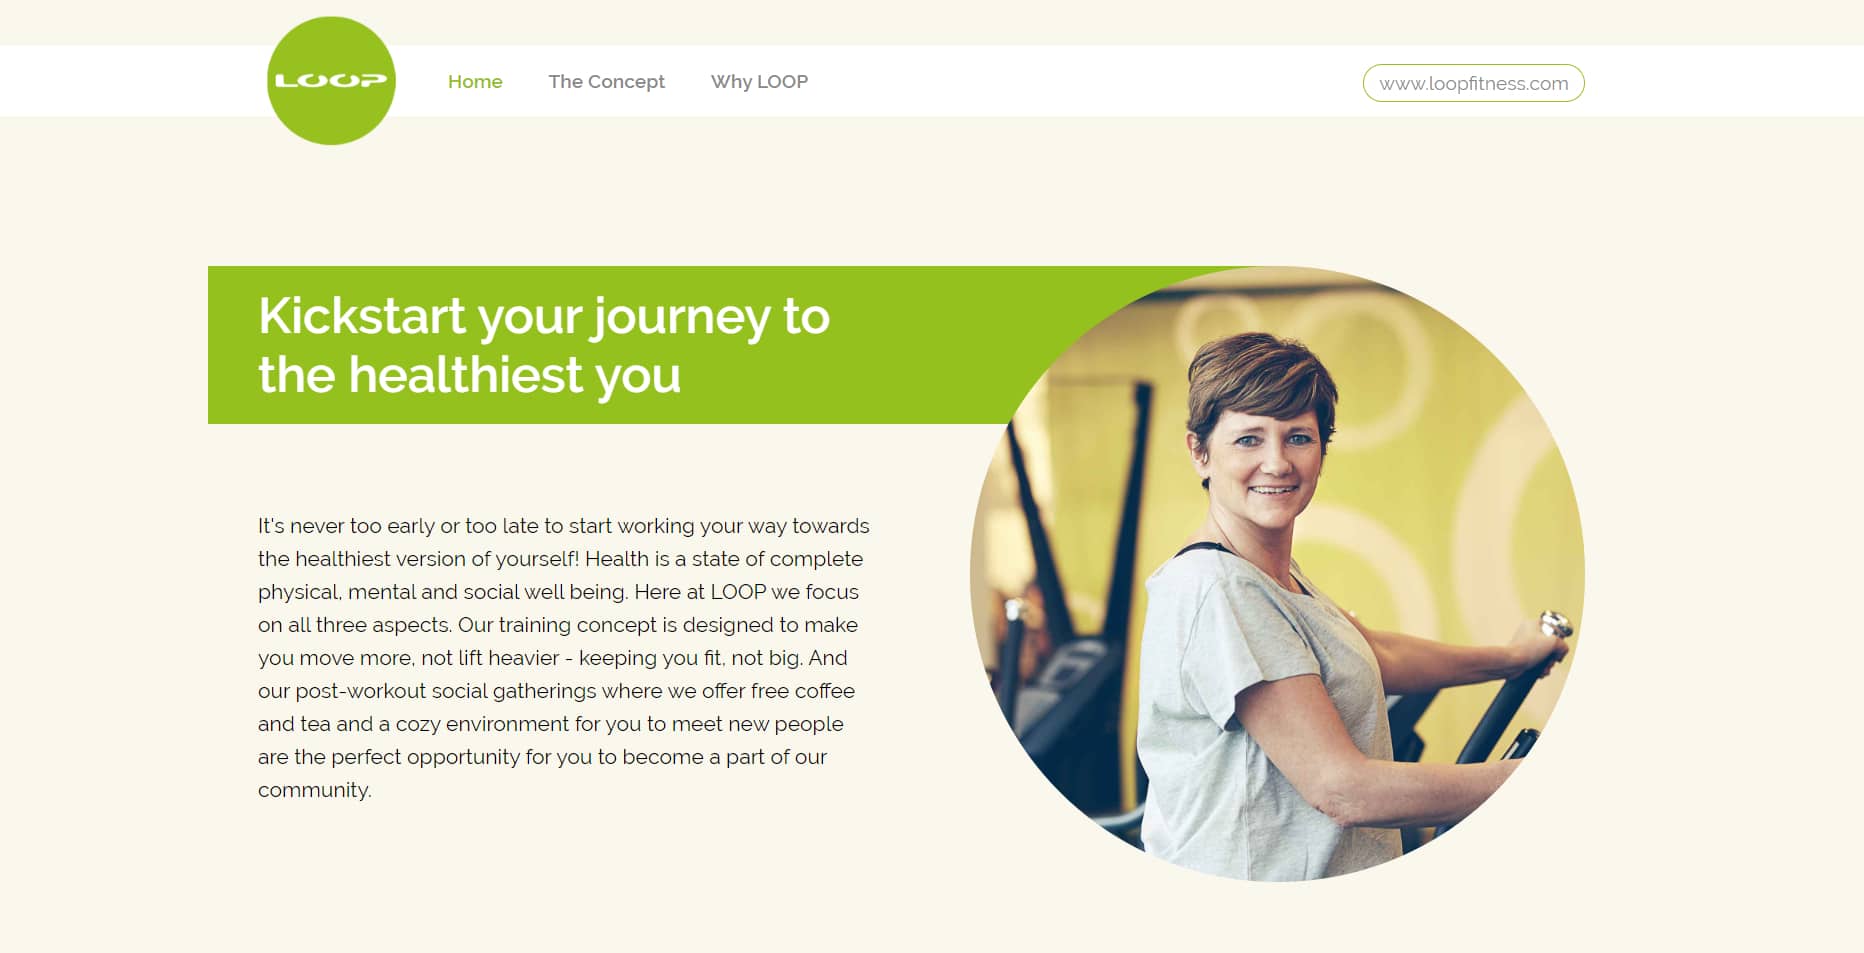 LOOP
Home
The Concept
Why LOOP
www.loopfitness.com
Kickstart your journey to
the healthiest you
It's never too early or too late to start working your way towards
the healthiest version of yourself! Health is a state of complete
physical, mental and social well being. Here at LOOP we focus
on all three aspects. Our training concept is designed to make
you move more, not lift heavier - keeping you fit, not big. And
our post-workout social gatherings where we offer free coffee
and tea and a cozy environment for you to meet new people
are the perfect opportunity for you to become a part of our
community.